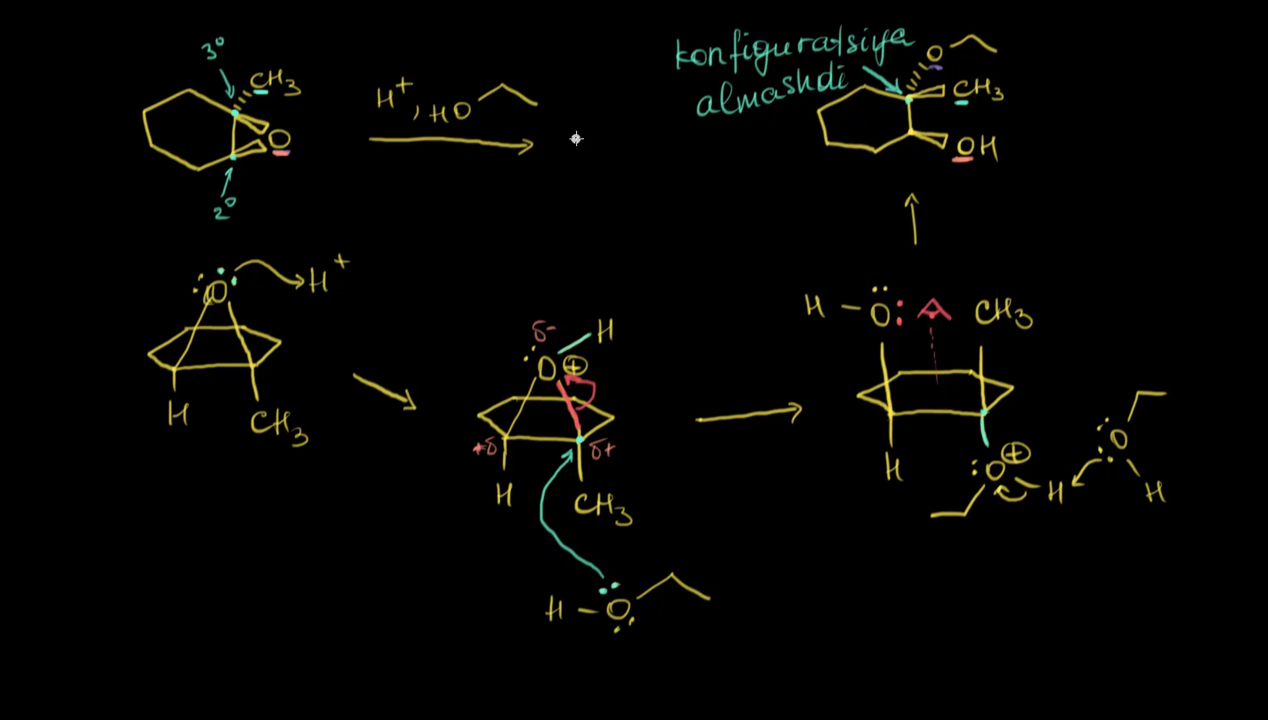 3°
CH3
O
2°
H+, HO
konfiguratsiya
almashdi
O
CH3
OH
O
H+
H
CH3
δ-
H
O
+
+δ
δ+
H
CH3
H - O
H - O:
CH3
H
:O
+
H
O
H